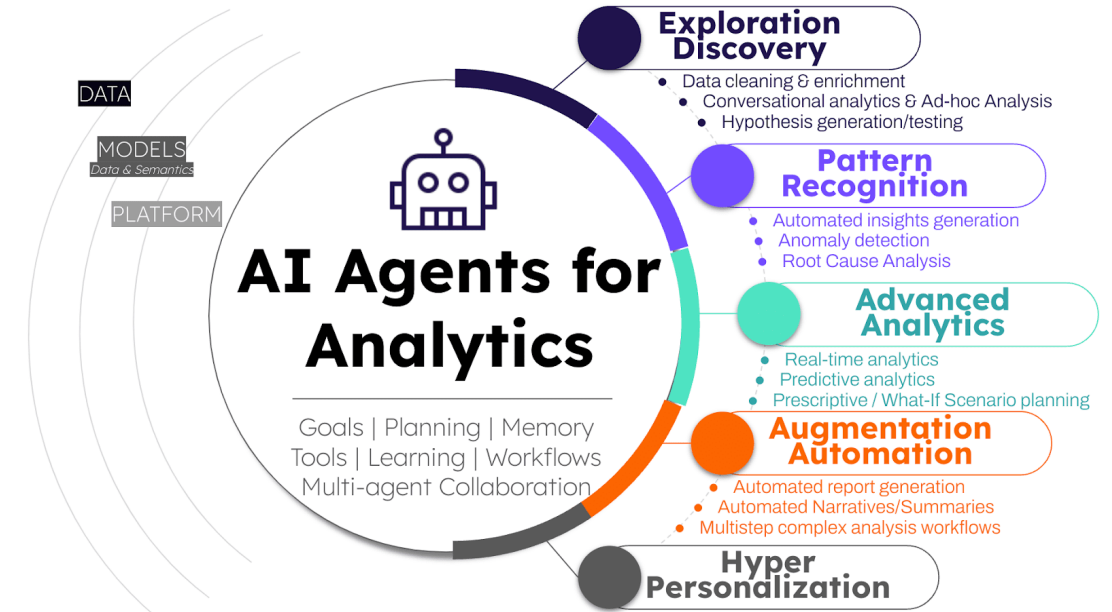 DATA
MODELS
Data & Semantics
PLATFORM
AI Agents for
Analytics
Goals | Planning | Memory
Tools | Learning | Workflows
Multi-agent Collaboration
Exploration
Discovery
Data cleaning & enrichment
Conversational analytics & Ad-hoc Analysis
Hypothesis generation/testing
Pattern
Recognition
Automated insights generation
Anomaly detection
Root Cause Analysis
Advanced
Analytics
Real-time analytics
Predictive analytics
Prescriptive / What-If Scenario planning
Augmentation
Automation
Automated report generation
Automated Narratives/Summaries
Multistep complex analysis workflows
Hyper
Personalization